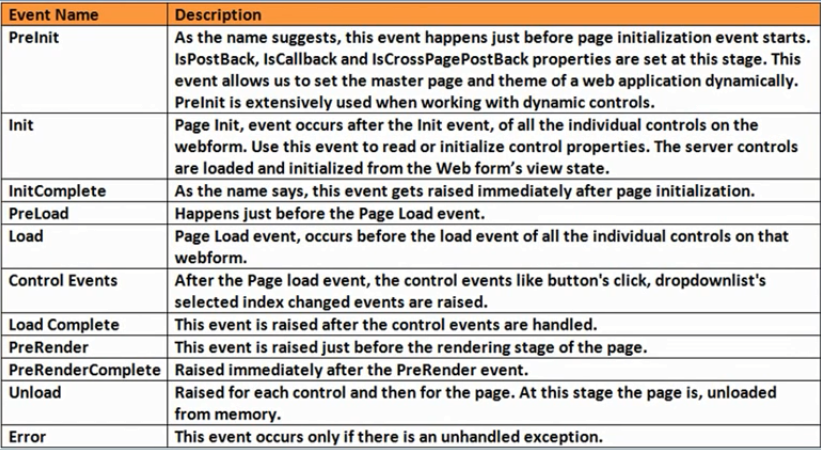 Event Name Description
PreInit As the name suggests, this event happens just before page initialization event starts.
IsPostBack, IsCallback and IsCrossPagePostBack properties are set at this stage. This
event allows us to set the master page and theme of a web application dynamically.
PreInit is extensively used when working with dynamic controls.
Init Page Init, event occurs after the Init event, of all the individual controls on the
webform. Use this event to read or initialize control properties. The server controls
are loaded and initialized from the Web form’s view state.
InitComplete As the name says, this event gets raised immediately after page initialization.
PreLoad Happens just before the Page Load event.
Load Page Load event, occurs before the load event of all the individual controls on that
webform.
Control Events After the Page load event, the control events like button's click, dropdownlist's
selected index changed events are raised.
Load Complete This event is raised after the control events are handled.
PreRender This event is raised just before the rendering stage of the page.
PreRenderComplete Raised immediately after the PreRender event.
Unload Raised for each control and then for the page. At this stage the page is, unloaded
from memory.
Error This event occurs only if there is an unhandled exception.